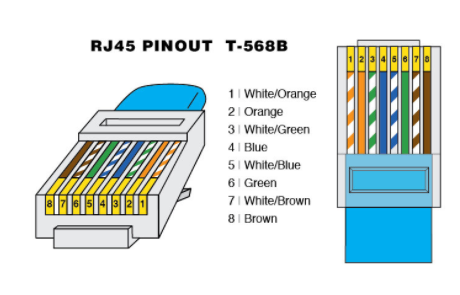 RJ45 PINOUT T-568B
1 | White/Orange
2 | Orange
3 | White/Green
4 | Blue
5 | White/Blue
6 | Green
7 | White/Brown
8 | Brown
1 2 3 4 5 6 7 8
8 7 6 5 4 3 2 1